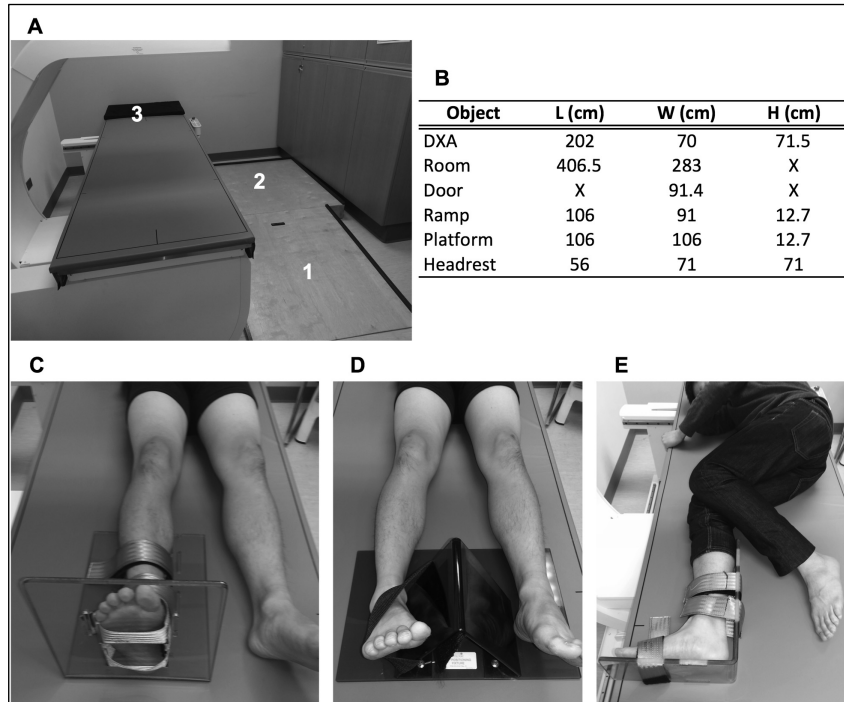 A
3
2
1
B
Object L (cm) W (cm) H (cm)
DXA 202 70 71.5
Room 406.5 283 X
Door X 91.4 X
Ramp 106 91 12.7
Platform 106 106 12.7
Headrest 56 71 71
C
D
E